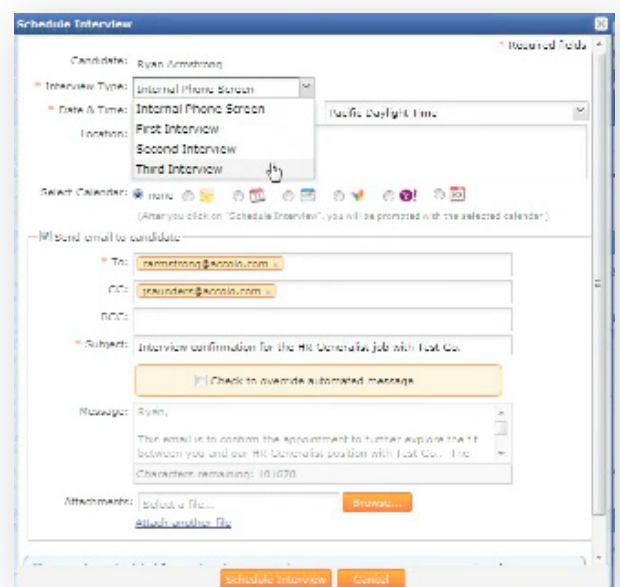 Schedule Interview
* Required fields
Candidate: Ryan Armstrong
* Interview Type: Internal Phone Screen
* Date & Time: Pacific Daylight Time
Internal Phone Screen
First Interview
Second Interview
Third Interview
Location:
Select Calendar: none
(After you click on "Schedule Interview", you will be prompted with the selected calendar.)
Send email to candidate
* To: rarmstrong@accolo.com
CC: jsaunders@accolo.com
BCC:
* Subject: Interview confirmation for the HR Generalist job with Test Co.
Check to override automated message
Message: Ryan,
This email is to confirm the appointment to further explore the fit
between you and our HR Generalist position with Test Co.. The
Characters remaining: 101670
Attachments: Select a file... Browse...
Attach another file
Schedule Interview Cancel